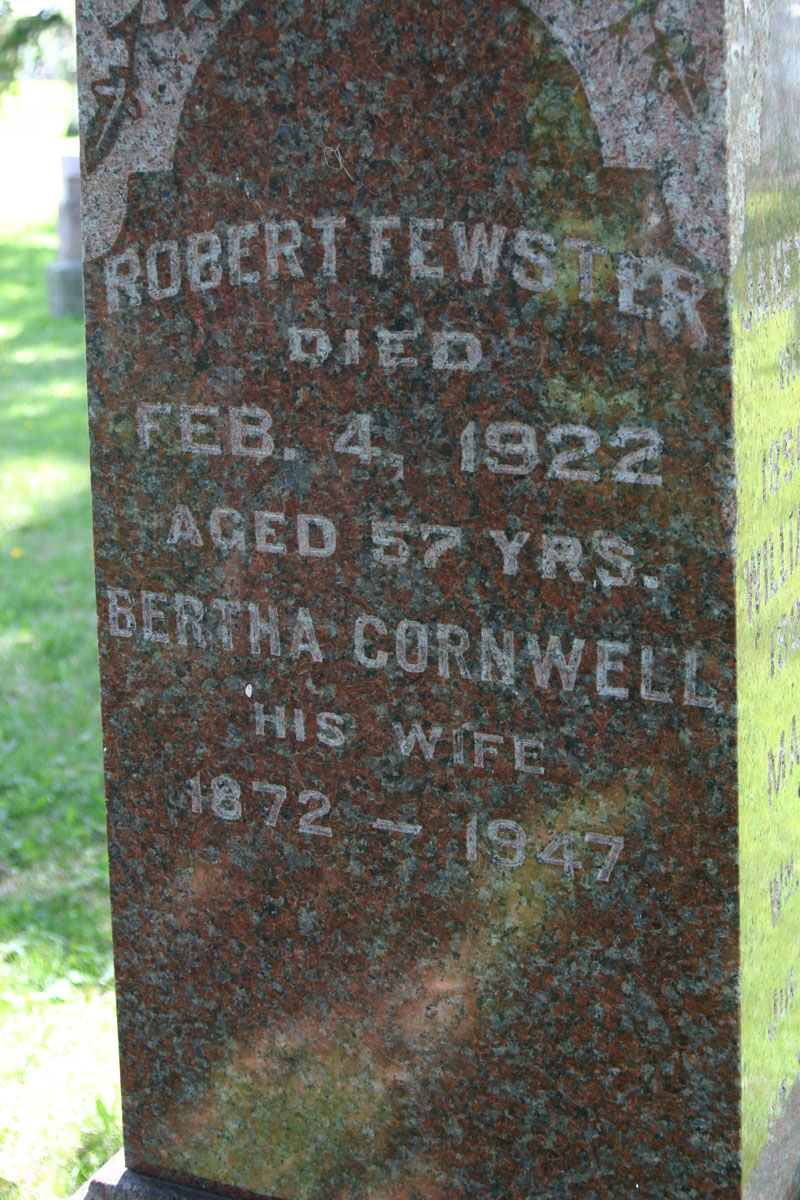 ROBERT FEWSTER
DIED
FEB. 4, 1922
AGED 57 YRS.
BERTHA CORNWELL
HIS WIFE
1872 — 1947